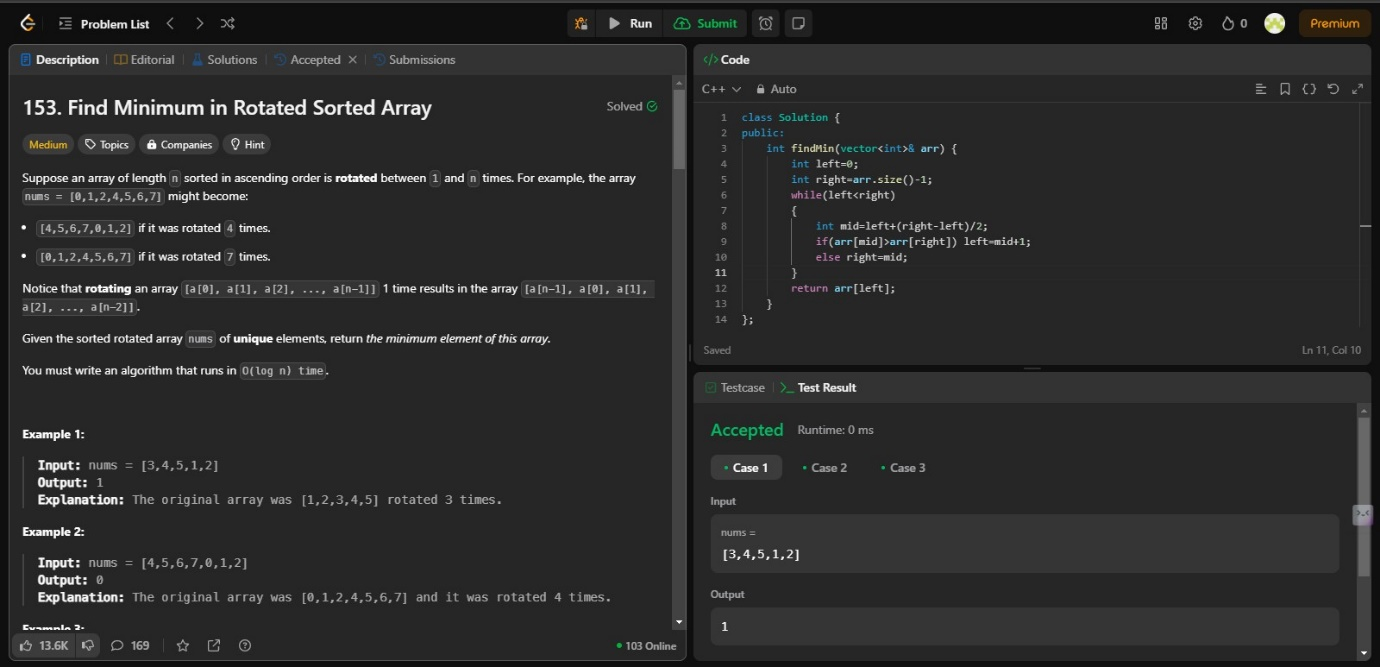 Problem List
Run
Submit
0
Premium
Description
Editorial
Solutions
Accepted
Submissions
153. Find Minimum in Rotated Sorted Array
Solved
Medium
Topics
Companies
Hint
Suppose an array of length n sorted in ascending order is rotated between 1 and n times. For example, the array
nums = [0,1,2,4,5,6,7] might become:
• [4,5,6,7,0,1,2] if it was rotated 4 times.
• [0,1,2,4,5,6,7] if it was rotated 7 times.
Notice that rotating an array [a[0], a[1], a[2], ..., a[n-1]] 1 time results in the array [a[n-1], a[0], a[1],
a[2], ..., a[n-2]].
Given the sorted rotated array nums of unique elements, return the minimum element of this array.
You must write an algorithm that runs in O(log n) time.
Example 1:
Input: nums = [3,4,5,1,2]
Output: 1
Explanation: The original array was [1,2,3,4,5] rotated 3 times.
Example 2:
Input: nums = [4,5,6,7,0,1,2]
Output: 0
Explanation: The original array was [0,1,2,4,5,6,7] and it was rotated 4 times.
Example 3:
13.6K
169
103 Online
</> Code
C++
Auto
1 class Solution {
2 public:
3 int findMin(vector<int>& arr) {
4 int left=0;
5 int right=arr.size()-1;
6 while(left<right)
7 {
8 int mid=left+(right-left)/2;
9 if(arr[mid]>arr[right]) left=mid+1;
10 else right=mid;
11 }
12 return arr[left];
13 }
14 };
Saved
Ln 11, Col 10
Testcase
>_ Test Result
Accepted
Runtime: 0 ms
• Case 1
• Case 2
• Case 3
Input
nums =
[3,4,5,1,2]
Output
1